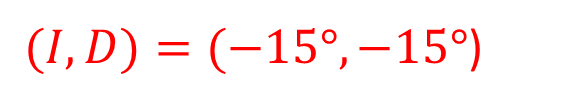 (I, D) = (−15°, −15°)